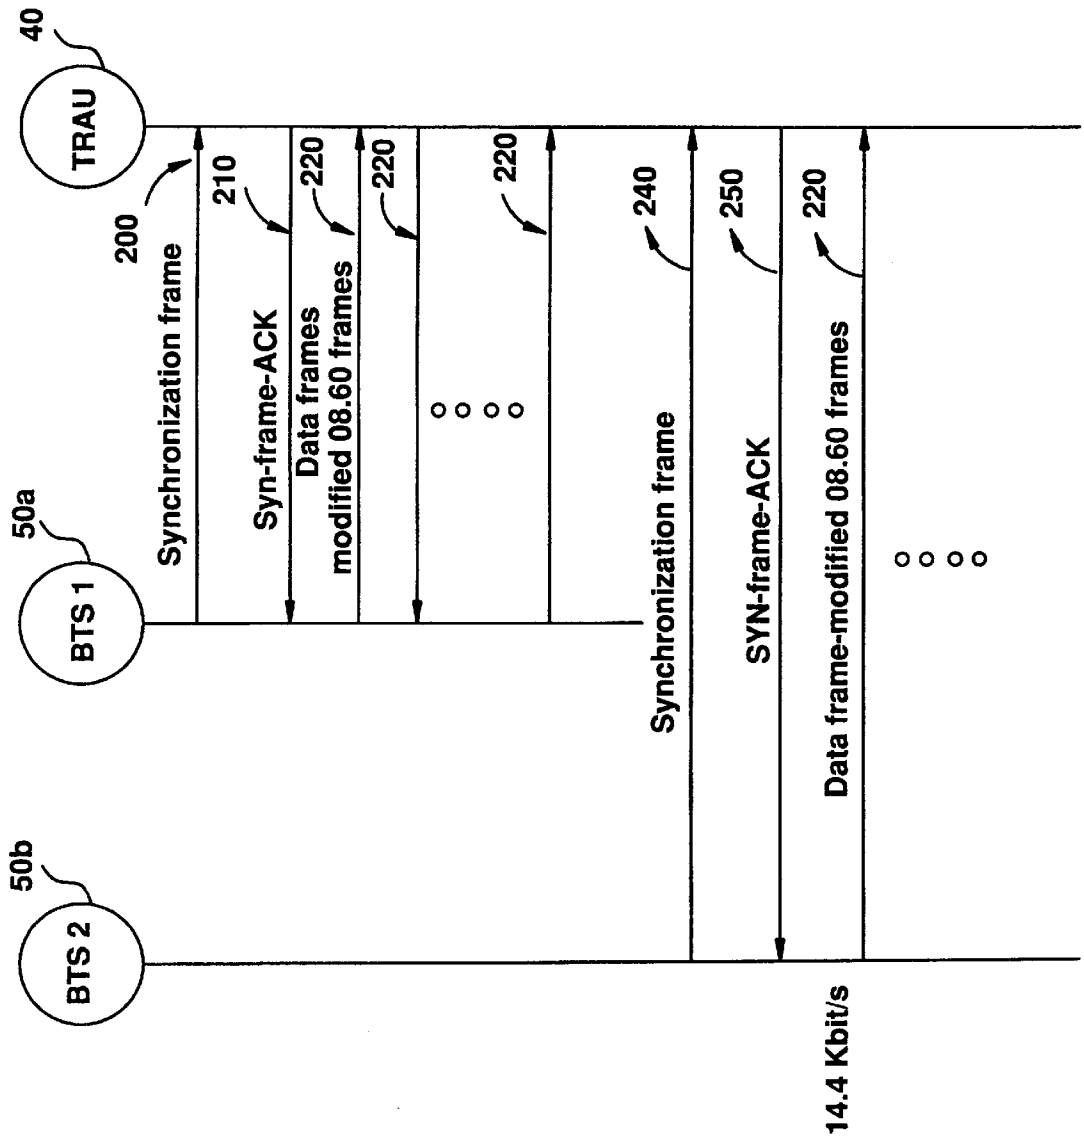 BTS 2
50b
BTS 1
50a
TRAU
40
Synchronization frame
200
Syn-frame-ACK
210
Data frames
modified 08.60 frames
220
220
220
Synchronization frame
240
SYN-frame-ACK
250
14.4 Kbit/s
Data frame-modified 08.60 frames
220